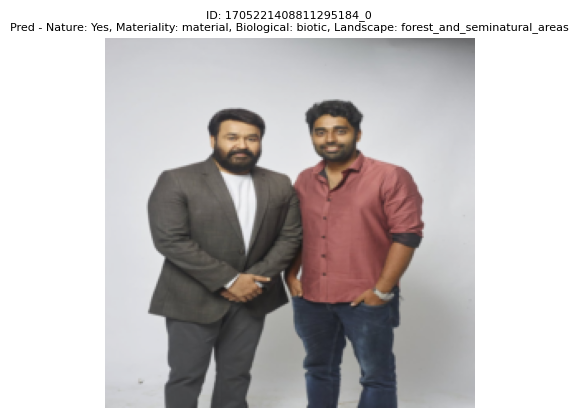 ID: 1705221408811295184_0
Pred - Nature: Yes, Materiality: material, Biological: biotic, Landscape: forest_and_seminatural_areas